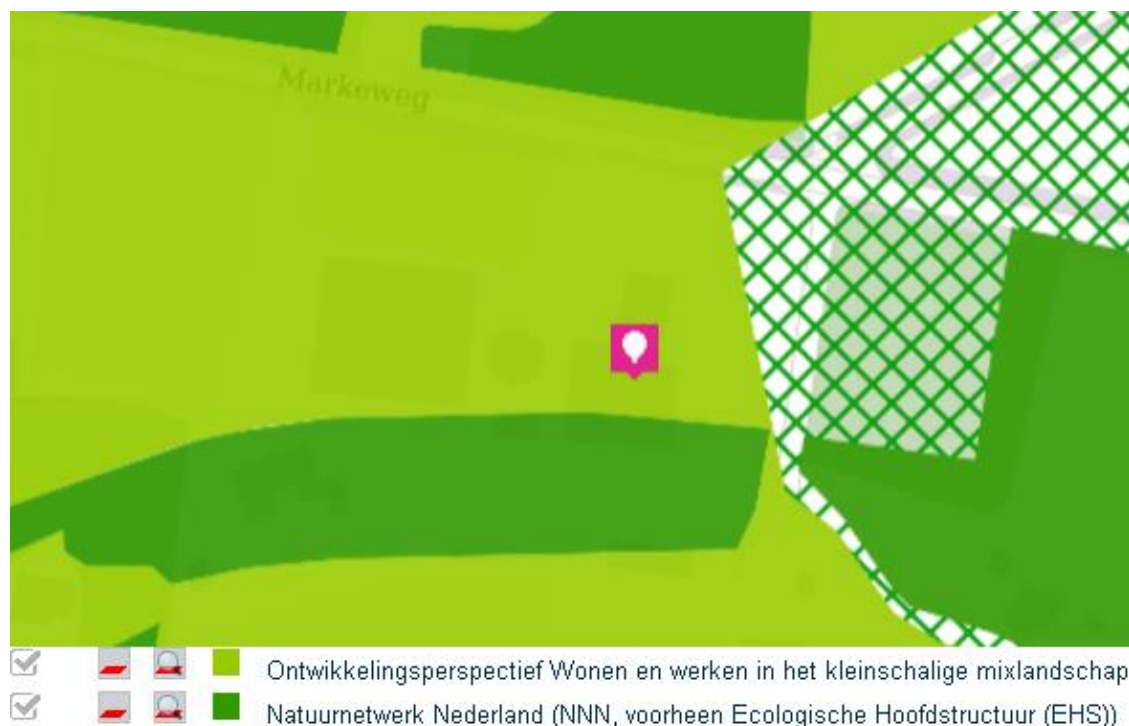 Markeweg
Ontwikkelingsperspectief Wonen en werken in het kleinschalige mixlandschap
Natuurnetwerk Nederland (NNN, voorheen Ecologische Hoofdstructuur (EHS))